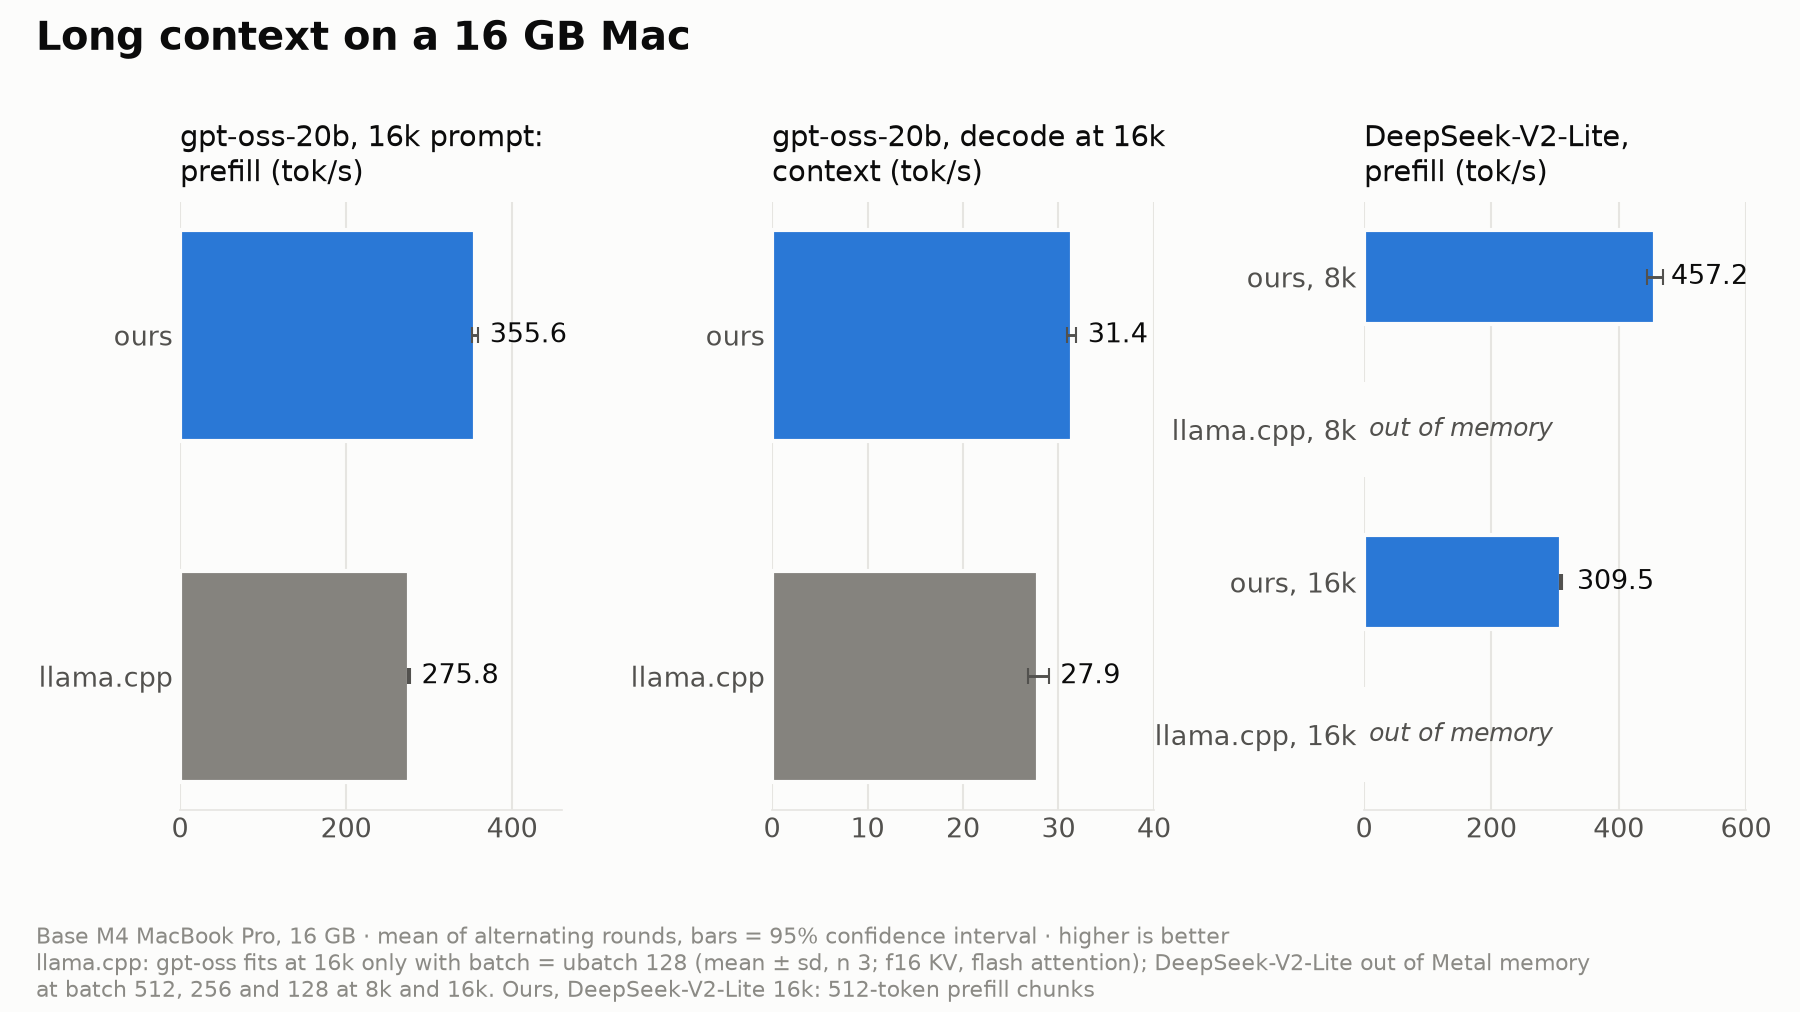 Long context on a 16 GB Mac
gpt-oss-20b, 16k prompt:
prefill (tok/s)
ours
355.6
llama.cpp
275.8
0 200 400
gpt-oss-20b, decode at 16k
context (tok/s)
ours
31.4
llama.cpp
27.9
0 10 20 30 40
DeepSeek-V2-Lite,
prefill (tok/s)
ours, 8k
457.2
llama.cpp, 8k
out of memory
ours, 16k
309.5
llama.cpp, 16k
out of memory
0 200 400 600
Base M4 MacBook Pro, 16 GB · mean of alternating rounds, bars = 95% confidence interval · higher is better
llama.cpp: gpt-oss fits at 16k only with batch = ubatch 128 (mean ± sd, n 3; f16 KV, flash attention); DeepSeek-V2-Lite out of Metal memory
at batch 512, 256 and 128 at 8k and 16k. Ours, DeepSeek-V2-Lite 16k: 512-token prefill chunks